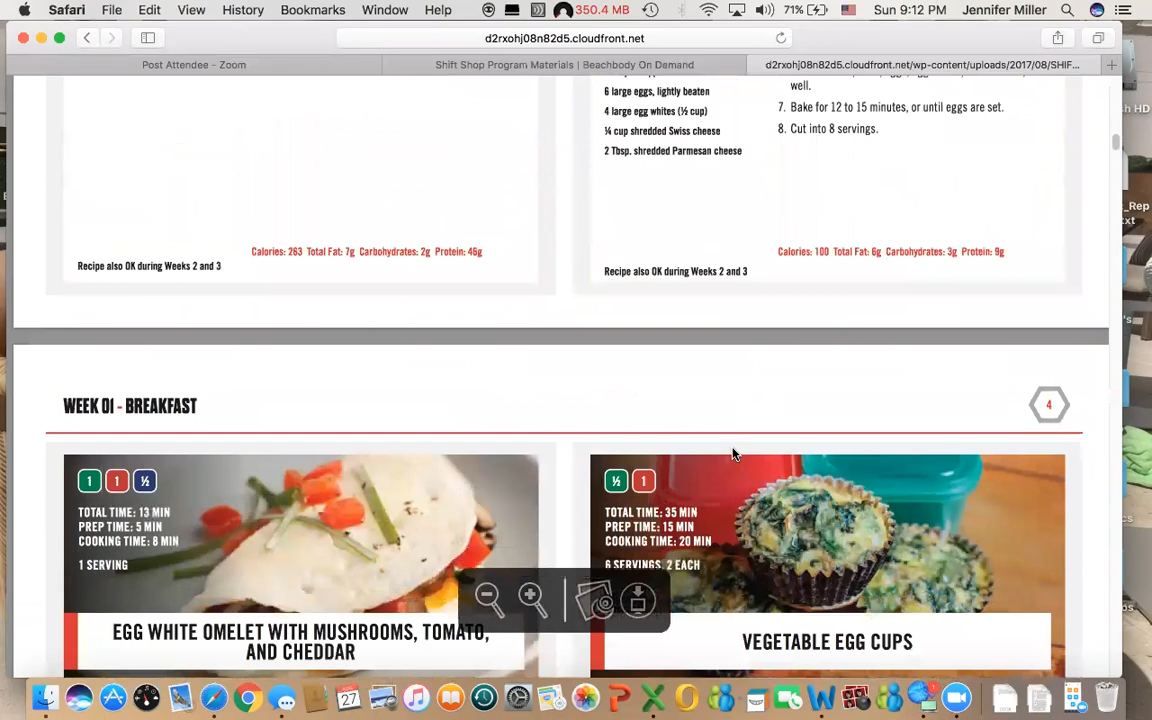 Safari File Edit View History Bookmarks Window Help 350.4 MB 71% Sun 9:12 PM Jennifer Miller
d2rxohj08n82d5.cloudfront.net
Post Attendee - Zoom
Shift Shop Program Materials | Beachbody On Demand
d2rxohj08n82d5.cloudfront.net/wp-content/uploads/2017/08/SHIF...
6 large eggs, lightly beaten
4 large egg whites (½ cup)
¼ cup shredded Swiss cheese
2 Tbsp. shredded Parmesan cheese
well.
7. Bake for 12 to 15 minutes, or until eggs are set.
8. Cut into 8 servings.
Calories: 263 Total Fat: 7g Carbohydrates: 2g Protein: 46g
Recipe also OK during Weeks 2 and 3
Calories: 100 Total Fat: 6g Carbohydrates: 3g Protein: 9g
Recipe also OK during Weeks 2 and 3
WEEK 01 - BREAKFAST
4
1 1 ½
TOTAL TIME: 13 MIN
PREP TIME: 5 MIN
COOKING TIME: 8 MIN
1 SERVING
EGG WHITE OMELET WITH MUSHROOMS, TOMATO,
AND CHEDDAR
½ 1
TOTAL TIME: 35 MIN
PREP TIME: 15 MIN
COOKING TIME: 20 MIN
6 SERVINGS, 2 EACH
VEGETABLE EGG CUPS
HD
_Rep
txt
27